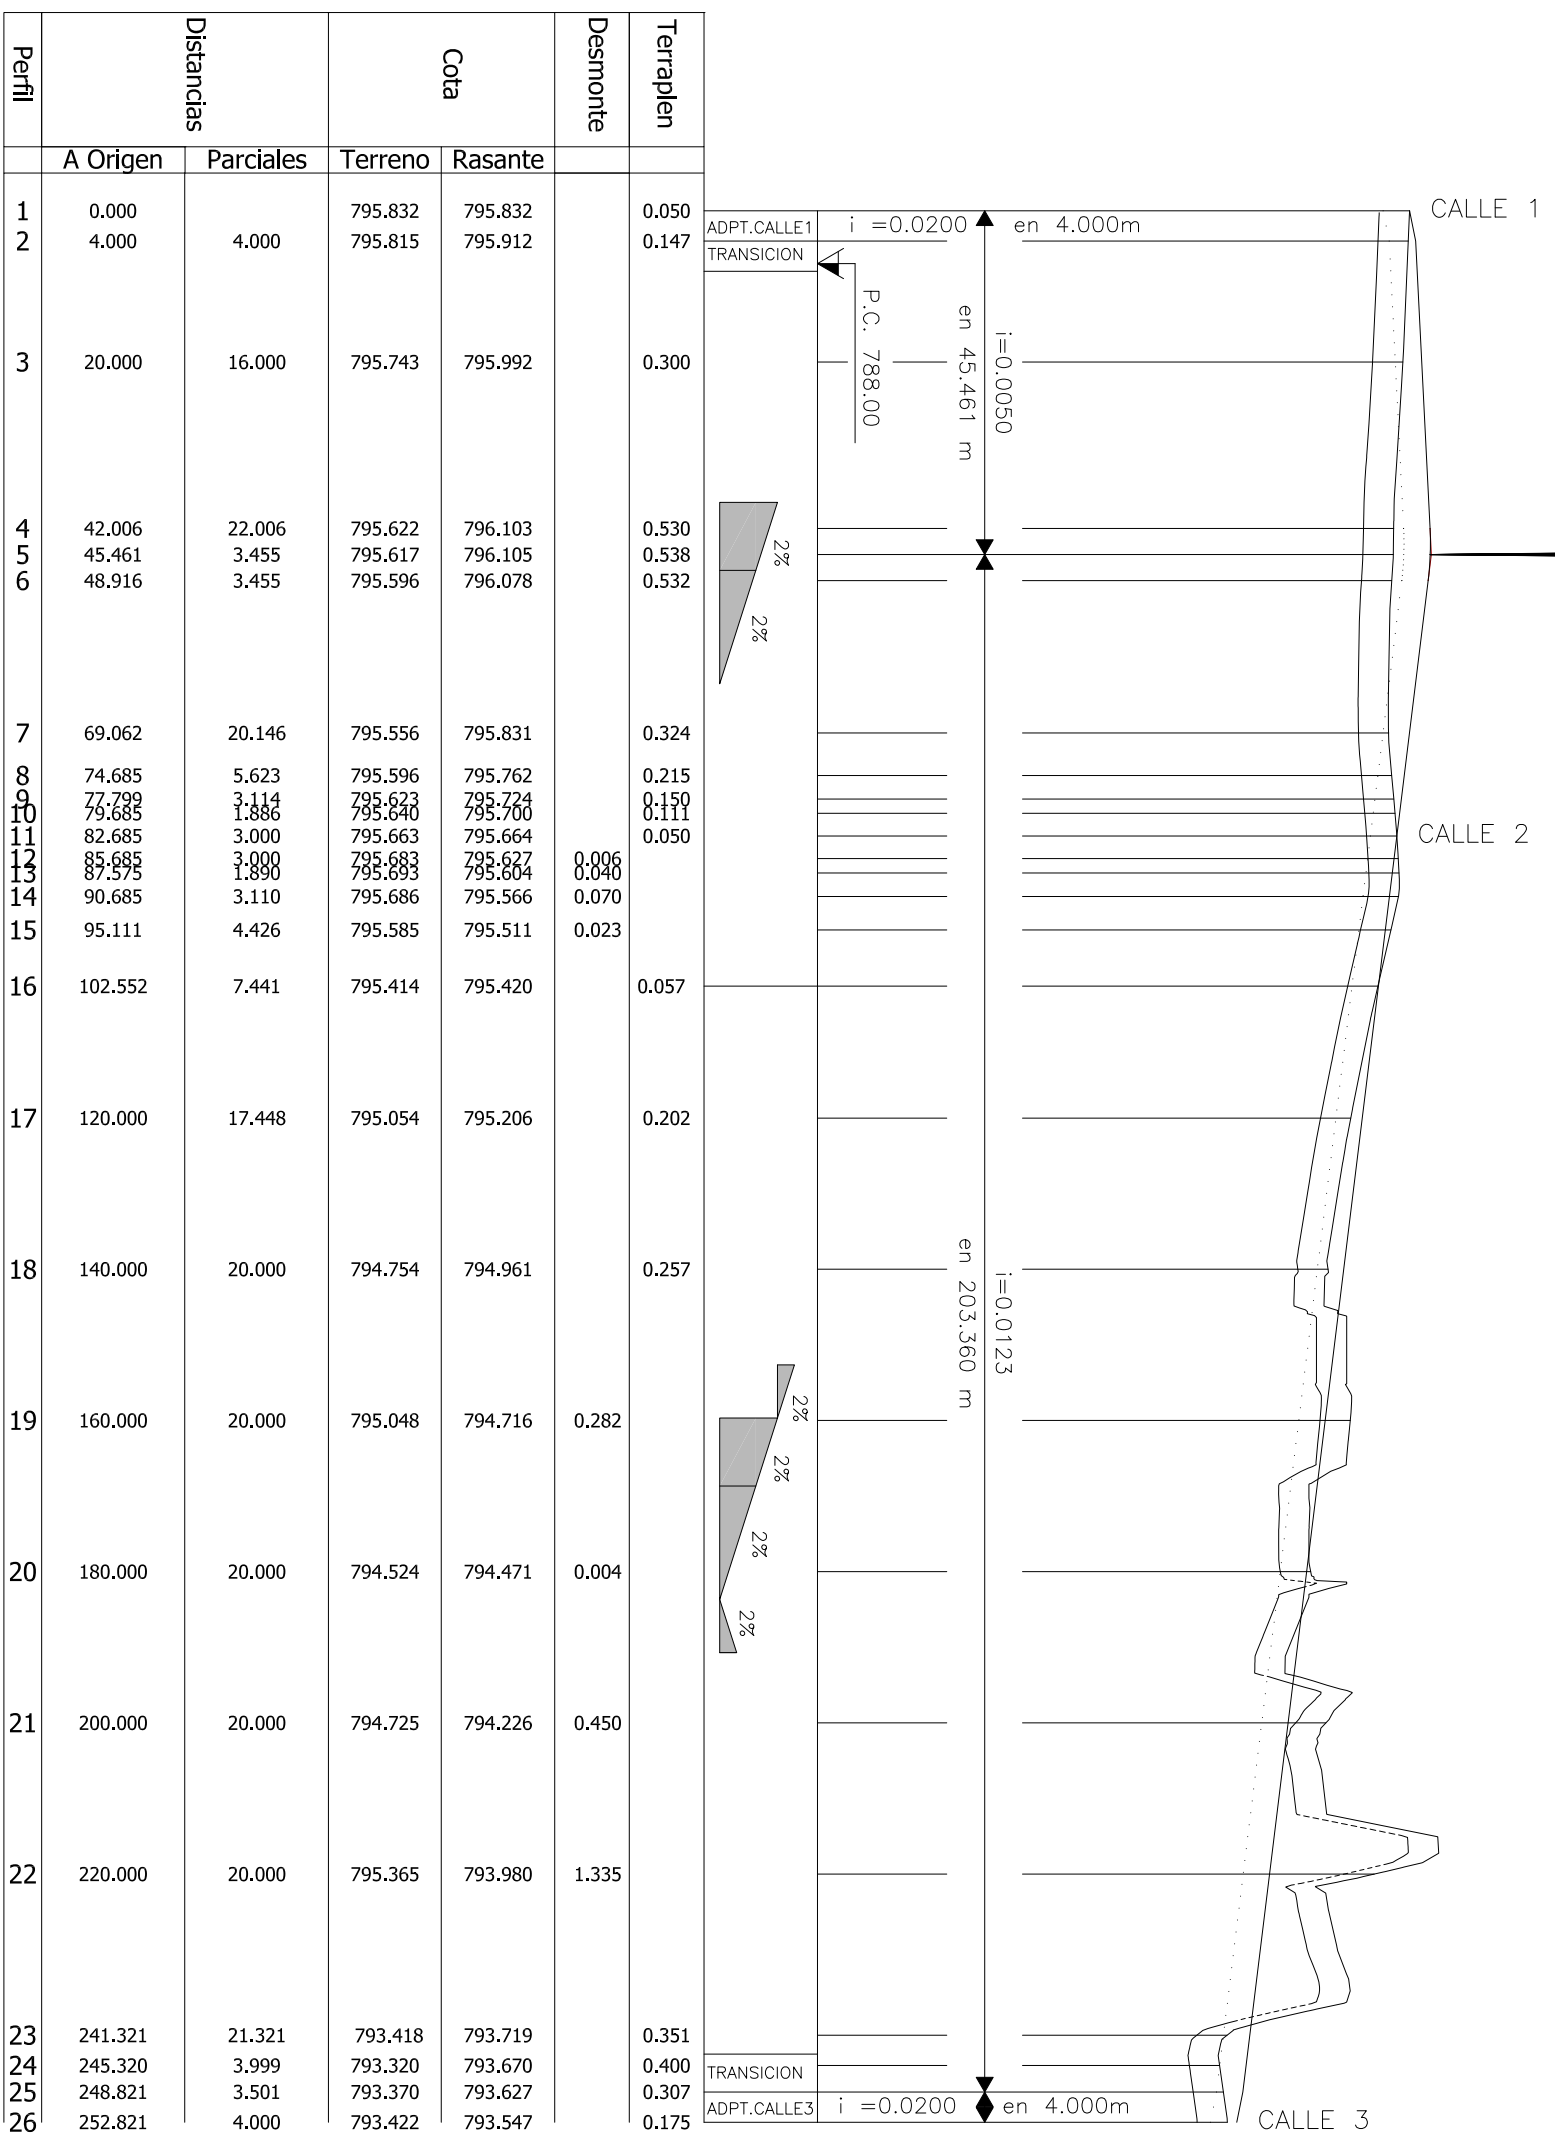 Perfil Distancias Cota Desmonte Terraplen
A Origen Parciales Terreno Rasante
1 0.000 795.832 795.832 0.050
2 4.000 4.000 795.815 795.912 0.147
3 20.000 16.000 795.743 795.992 0.300
4 42.006 22.006 795.622 796.103 0.530
5 45.461 3.455 795.617 796.105 0.538
6 48.916 3.455 795.596 796.078 0.532
7 69.062 20.146 795.556 795.831 0.324
8 74.685 5.623 795.596 795.762 0.215
9 77.799 3.114 795.623 795.724 0.150
10 79.685 1.886 795.640 795.700 0.111
11 82.685 3.000 795.663 795.664 0.050
12 85.685 3.000 795.683 795.627 0.006
13 87.575 1.890 795.693 795.604 0.040
14 90.685 3.110 795.686 795.566 0.070
15 95.111 4.426 795.585 795.511 0.023
16 102.552 7.441 795.414 795.420 0.057
17 120.000 17.448 795.054 795.206 0.202
18 140.000 20.000 794.754 794.961 0.257
19 160.000 20.000 795.048 794.716 0.282
20 180.000 20.000 794.524 794.471 0.004
21 200.000 20.000 794.725 794.226 0.450
22 220.000 20.000 795.365 793.980 1.335
23 241.321 21.321 793.418 793.719 0.351
24 245.320 3.999 793.320 793.670 0.400
25 248.821 3.501 793.370 793.627 0.307
26 252.821 4.000 793.422 793.547 0.175
ADPT.CALLE1 i =0.0200 en 4.000m
TRANSICION
CALLE 1
P.C. 788.00
i=0.0050
en 45.461 m
2%
2%
CALLE 2
i=0.0123
en 203.360 m
2%
2%
2%
2%
TRANSICION
ADPT.CALLE3 i =0.0200 en 4.000m
CALLE 3